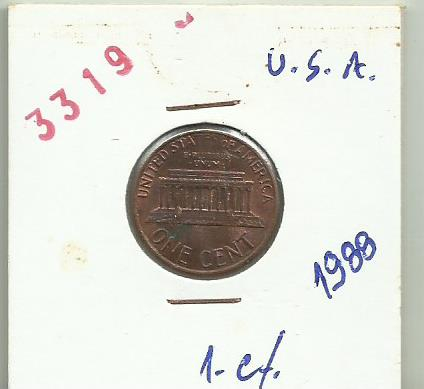 3319
U.S.A.
UNITED STATES OF AMERICA
E·PLURIBUS
UNUM
ONE CENT
1988
1-ct.